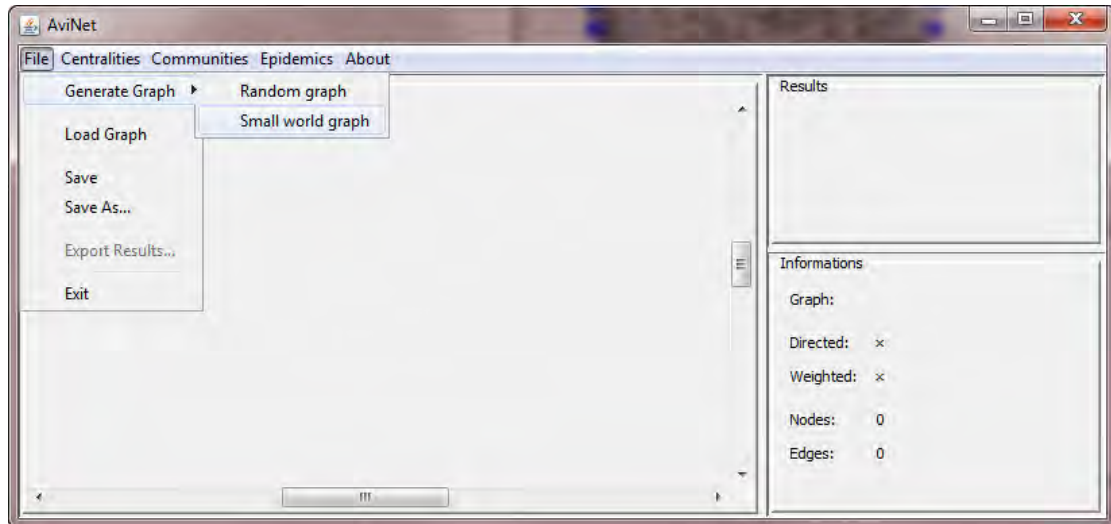 AviNet
File Centralities Communities Epidemics About
Generate Graph
Random graph
Small world graph
Load Graph
Save
Save As...
Export Results...
Exit
Results
Informations
Graph:
Directed: ×
Weighted: ×
Nodes: 0
Edges: 0